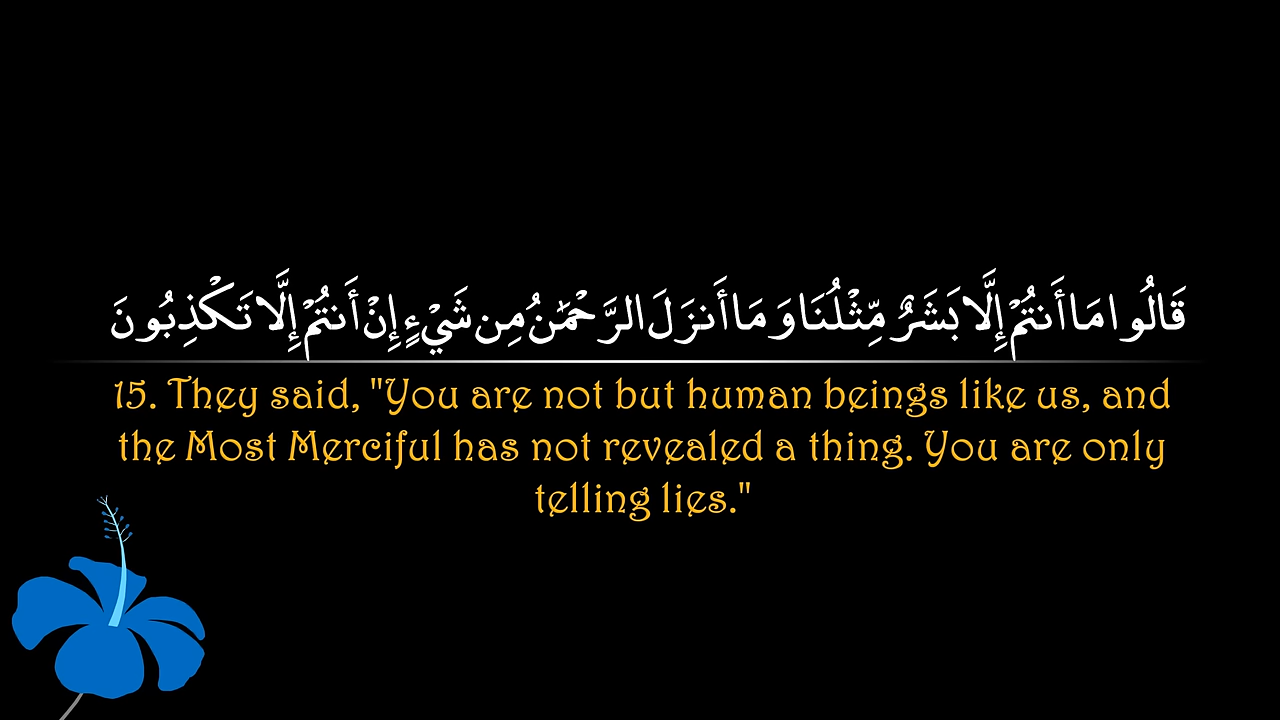 قَالُوا مَا أَنتُمْ إِلَّا بَشَرٌ مِّثْلُنَا وَمَا أَنزَلَ الرَّحْمَٰنُ مِن شَيْءٍ إِنْ أَنتُمْ إِلَّا تَكْذِبُونَ
15. They said, "You are not but human beings like us, and
the Most Merciful has not revealed a thing. You are only
telling lies."